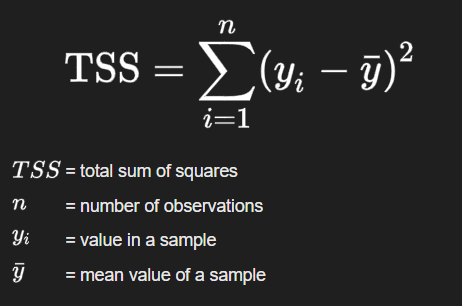 TSS = \sum_{i=1}^{n} (y_i - \bar{y})^2
TSS = total sum of squares
n = number of observations
y_i = value in a sample
\bar{y} = mean value of a sample